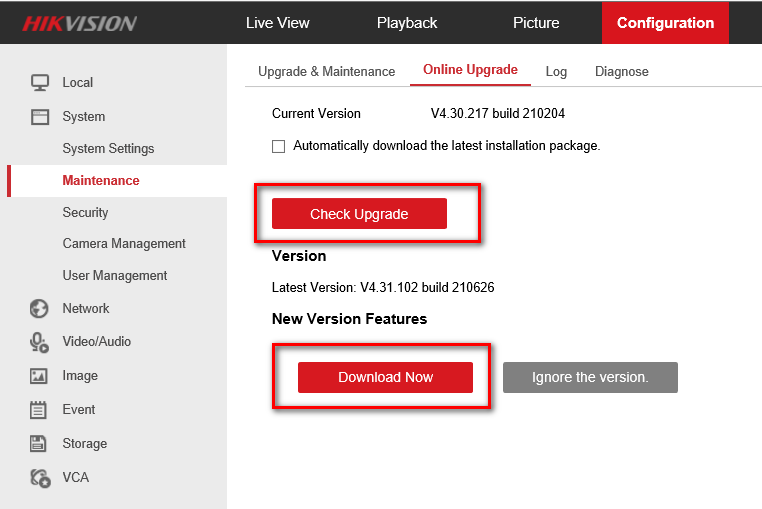 HIKVISION
Live View Playback Picture Configuration
Local
System
System Settings
Maintenance
Security
Camera Management
User Management
Network
Video/Audio
Image
Event
Storage
VCA
Upgrade & Maintenance Online Upgrade Log Diagnose
Current Version V4.30.217 build 210204
Automatically download the latest installation package.
Check Upgrade
Version
Latest Version: V4.31.102 build 210626
New Version Features
Download Now Ignore the version.